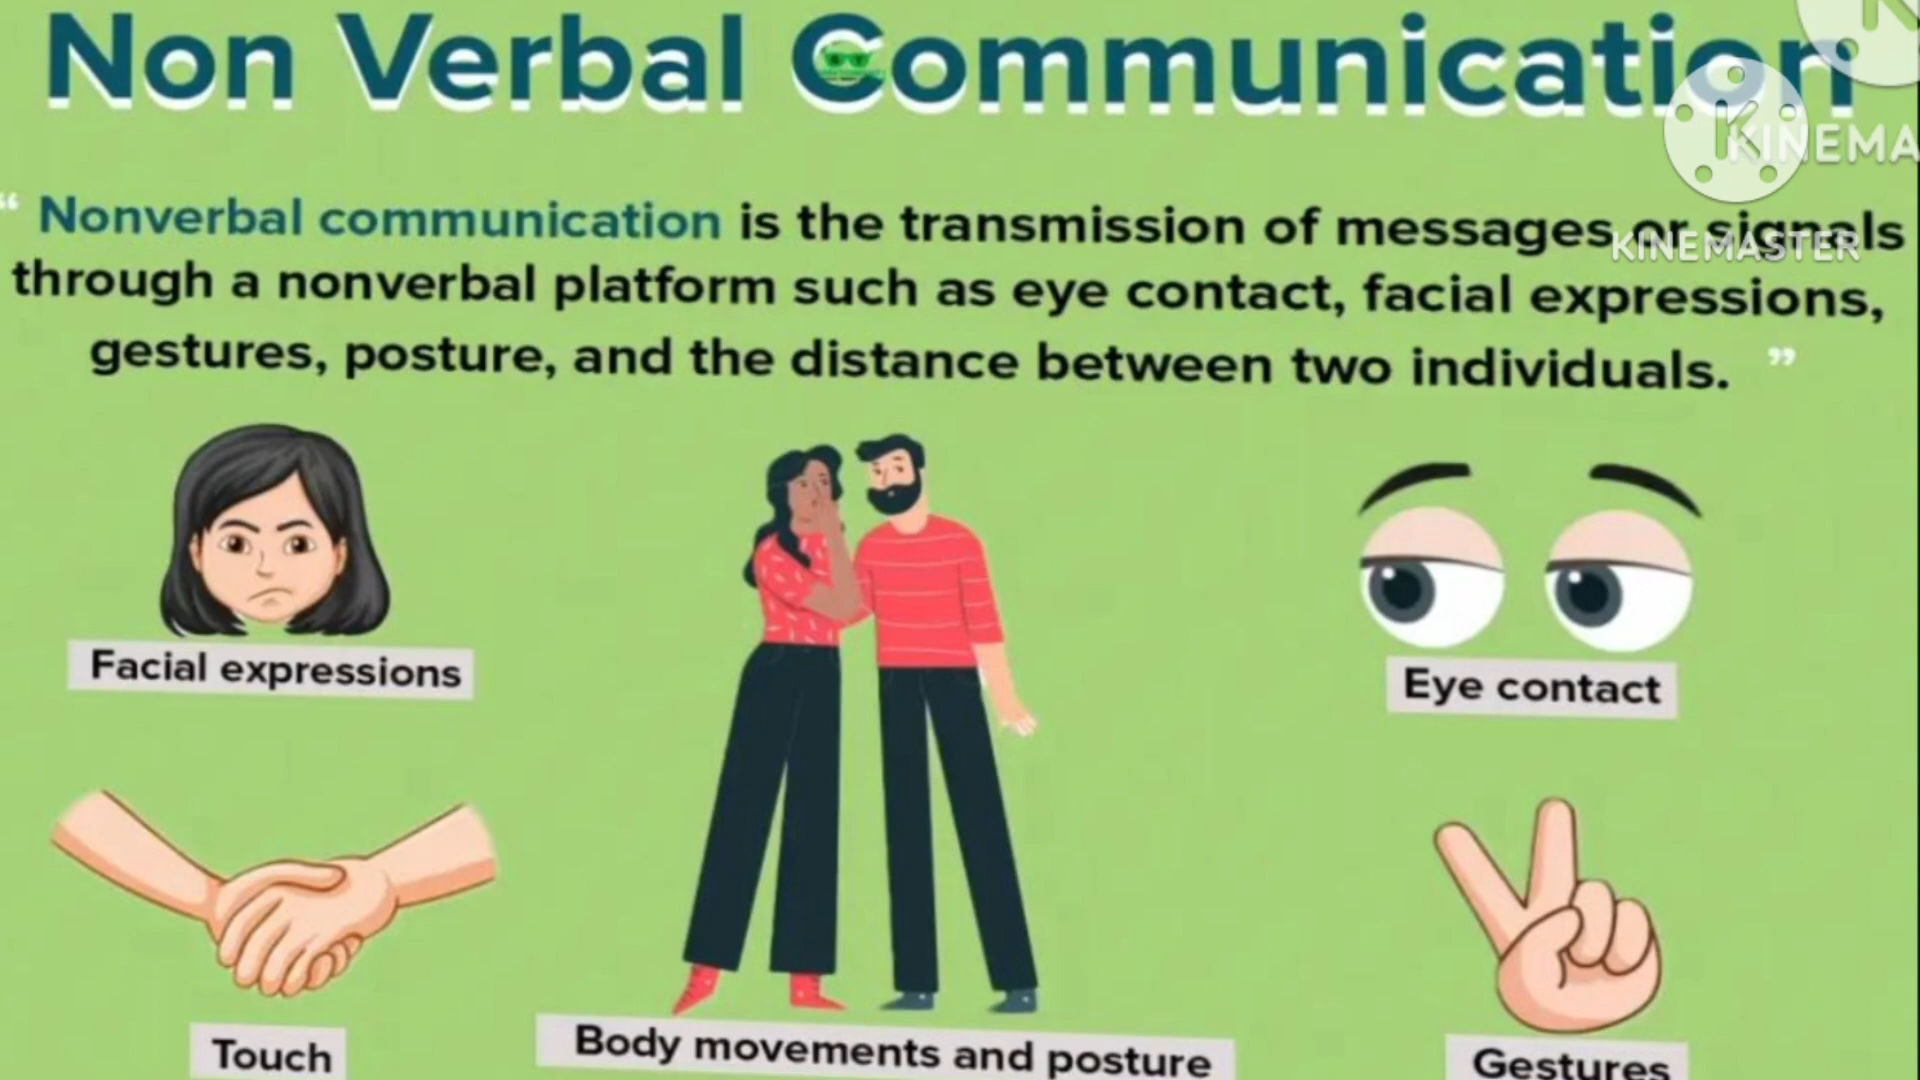 Non Verbal Communication
KINEMA
“ Nonverbal communication is the transmission of messages or signals
KINEMASTER
through a nonverbal platform such as eye contact, facial expressions,
gestures, posture, and the distance between two individuals. ”
Facial expressions
Eye contact
Touch
Body movements and posture
Gestures